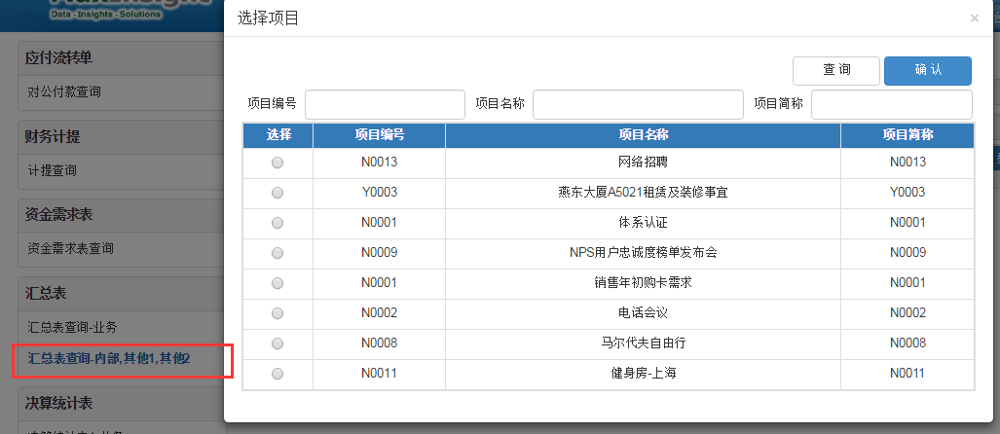 Data · Insights · Solutions
应付流转单
对公付款查询
财务计提
计提查询
资金需求表
资金需求表查询
汇总表
汇总表查询-业务
汇总表查询-内部,其他1,其他2
决算统计表
选择项目
×
查 询 确 认
项目编号 项目名称 项目简称
选择 项目编号 项目名称 项目简称
N0013 网络招聘 N0013
Y0003 燕东大厦A5021租赁及装修事宜 Y0003
N0001 体系认证 N0001
N0009 NPS用户忠诚度榜单发布会 N0009
N0001 销售年初购卡需求 N0001
N0002 电话会议 N0002
N0008 马尔代夫自由行 N0008
N0011 健身房-上海 N0011